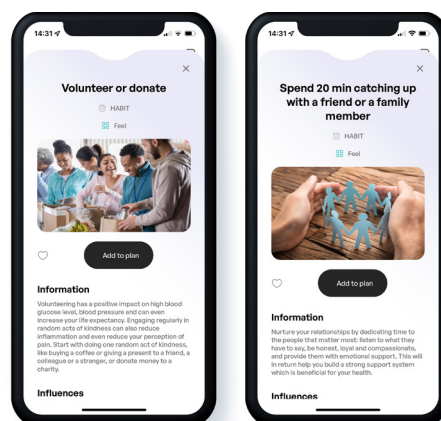 14:31
Volunteer or donate
HABIT
Feel
Add to plan
Information
Volunteering has a positive impact on high blood
glucose level, blood pressure and can even
increase your life expectancy. Engaging regularly in
random acts of kindness can also reduce
inflammation and even reduce your perception of
pain. Start with doing one random act of kindness,
like buying a coffee or giving a present to a friend, a
colleague or a stranger, or donate money to a
charity.
Influences
14:31
Spend 20 min catching up
with a friend or a family
member
HABIT
Feel
Add to plan
Information
Nurture your relationships by dedicating time to
the people that matter most: listen to what they
have to say, be honest, loyal and compassionate,
and provide them with emotional support. This will
in return help you build a strong support system
which is beneficial for your health.
Influences